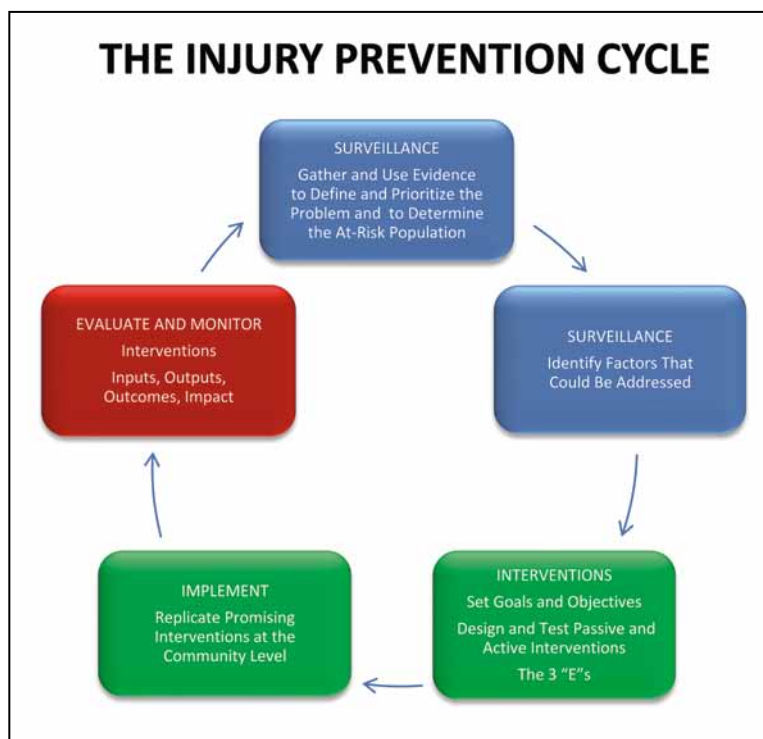 THE INJURY PREVENTION CYCLE
SURVEILLANCE
Gather and Use Evidence
to Define and Prioritize the
Problem and to Determine
the At-Risk Population
SURVEILLANCE
Identify Factors That
Could Be Addressed
INTERVENTIONS
Set Goals and Objectives
Design and Test Passive and
Active Interventions
The 3 “E”s
IMPLEMENT
Replicate Promising
Interventions at the
Community Level
EVALUATE AND MONITOR
Interventions
Inputs, Outputs,
Outcomes, Impact